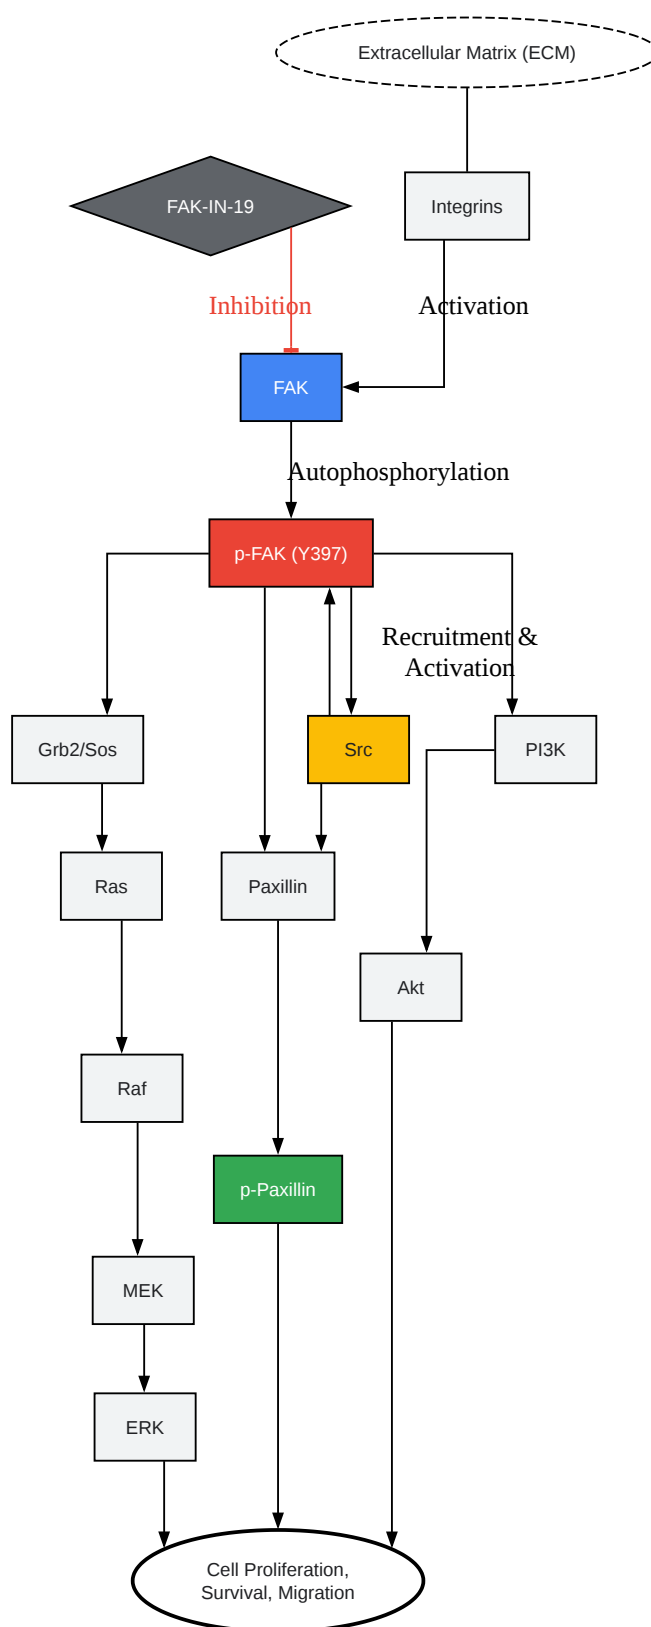 Extracellular Matrix (ECM)
FAK-IN-19
Integrins
Inhibition
Activation
FAK
Autophosphorylation
p-FAK (Y397)
Recruitment &
Activation
Grb2/Sos
Src
PI3K
Ras
Paxillin
Akt
Raf
p-Paxillin
MEK
ERK
Cell Proliferation,
Survival, Migration